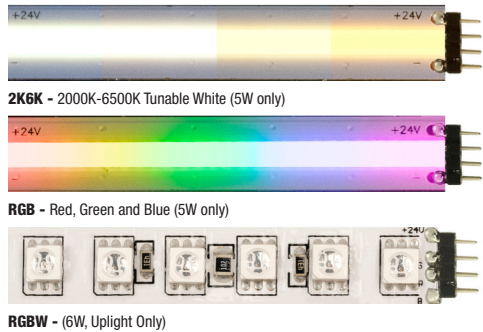 +24V
2K6K - 2000K-6500K Tunable White (5W only)
+24V +24V
RGB - Red, Green and Blue (5W only)
+24V
RGBW - (6W, Uplight Only)